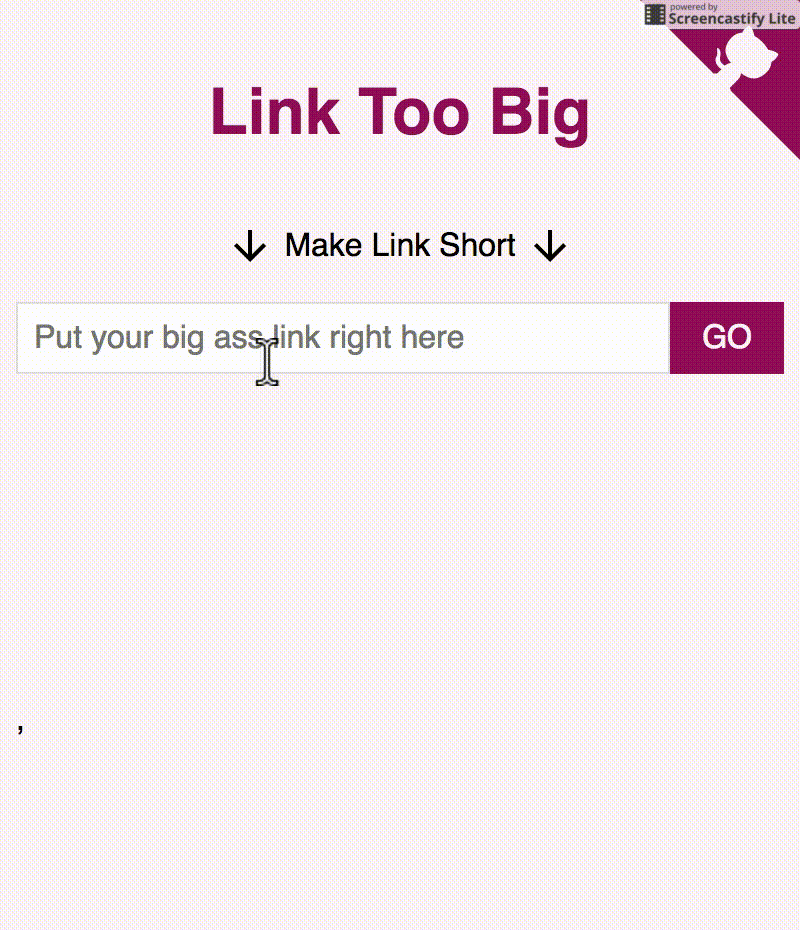 powered by
Screencastify Lite
Link Too Big
↓ Make Link Short ↓
Put your big ass link right here
GO
,